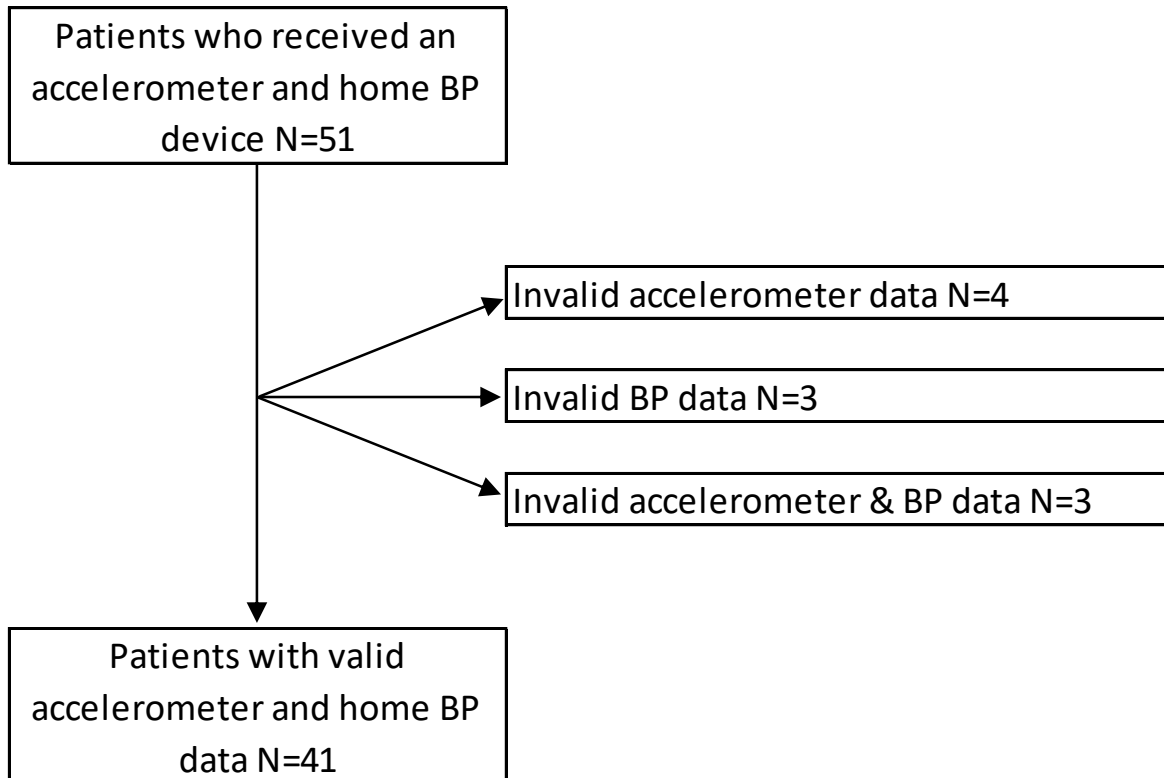 Patients who received an
accelerometer and home BP
device N=51
Invalid accelerometer data N=4
Invalid BP data N=3
Invalid accelerometer & BP data N=3
Patients with valid
accelerometer and home BP
data N=41